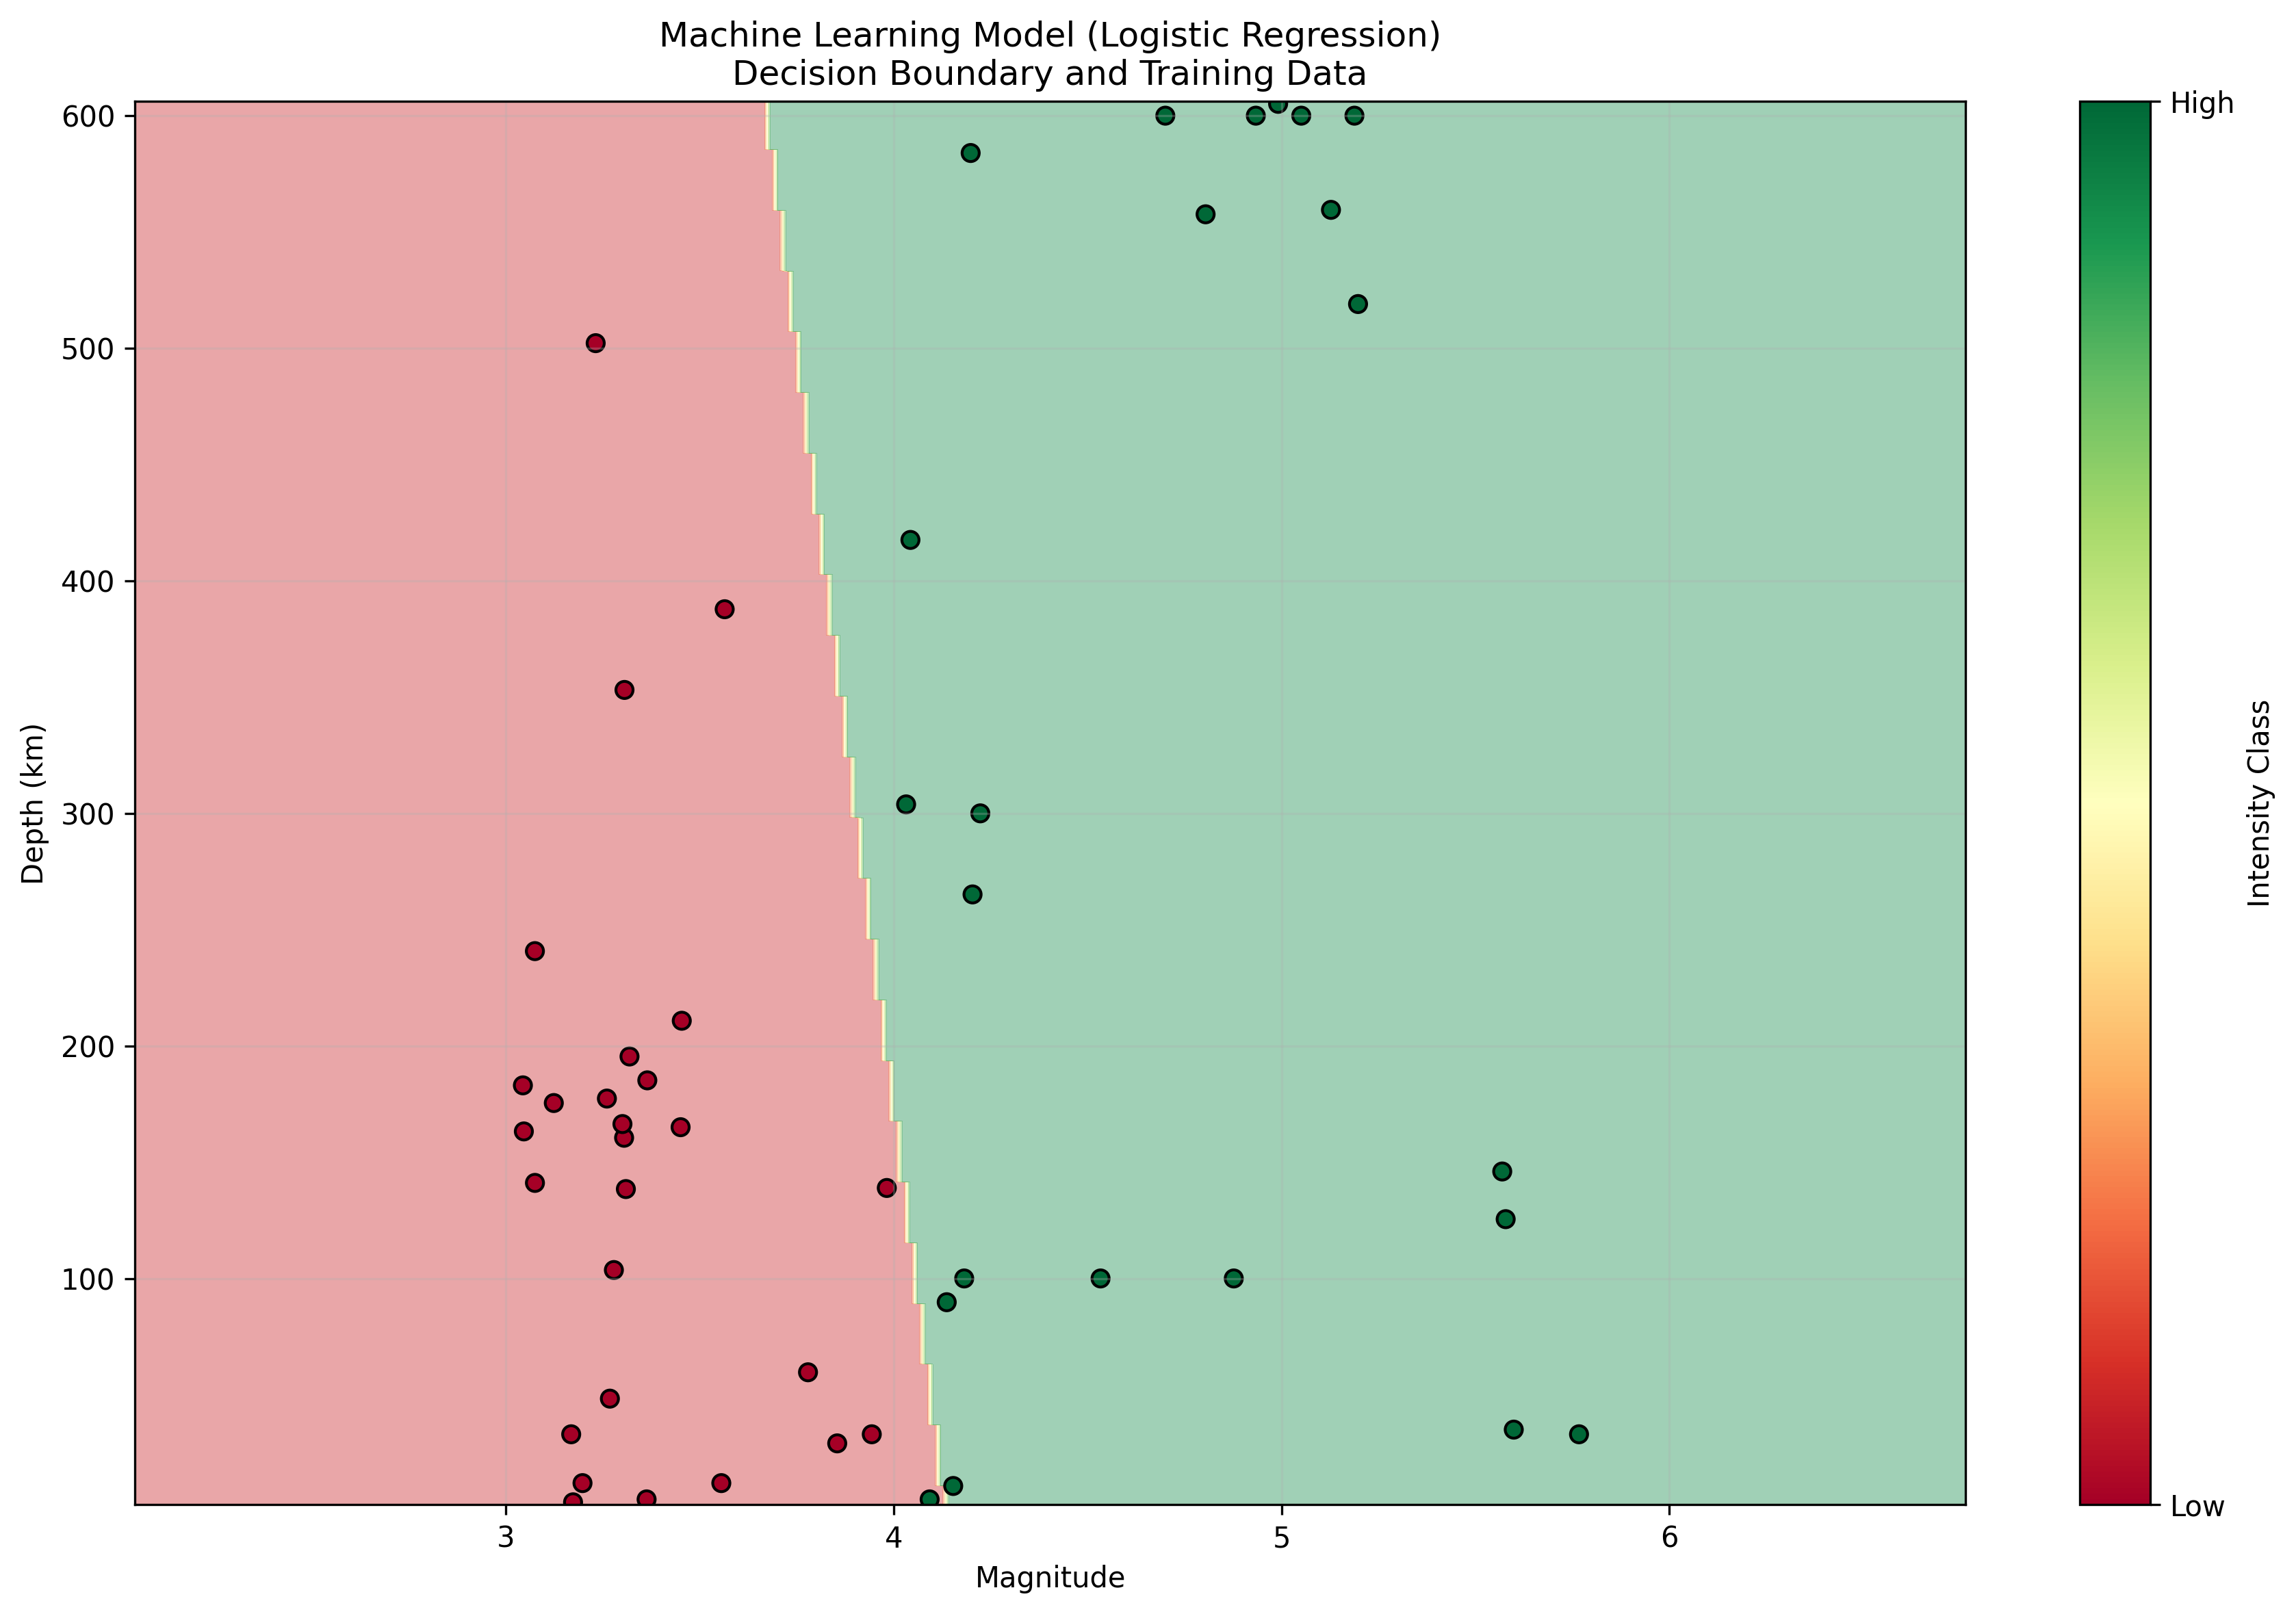 Machine Learning Model (Logistic Regression)
Decision Boundary and Training Data
600
500
400
300
200
100
Depth (km)
3
4
5
6
Magnitude
High
Low
Intensity Class